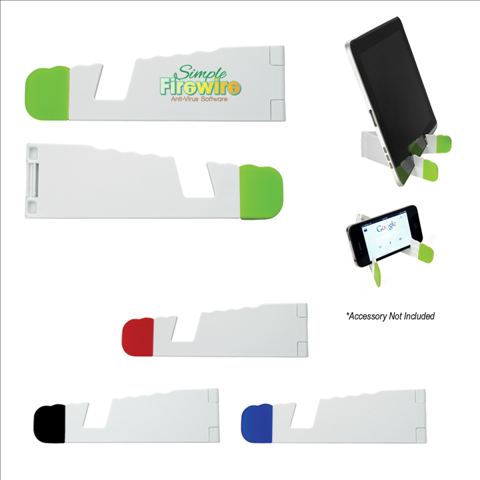 Simple
Firewire
Anti-Virus Software
Google
*Accessory Not Included